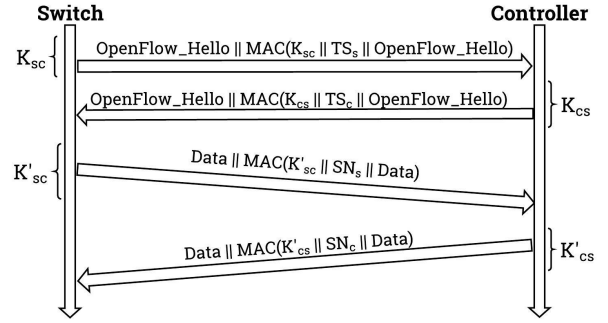 Switch Controller
K_sc OpenFlow_Hello || MAC(K_sc || TS_s || OpenFlow_Hello)
OpenFlow_Hello || MAC(K_cs || TS_c || OpenFlow_Hello) K_cs
K'_sc Data || MAC(K'_sc || SN_s || Data)
Data || MAC(K'_cs || SN_c || Data) K'_cs